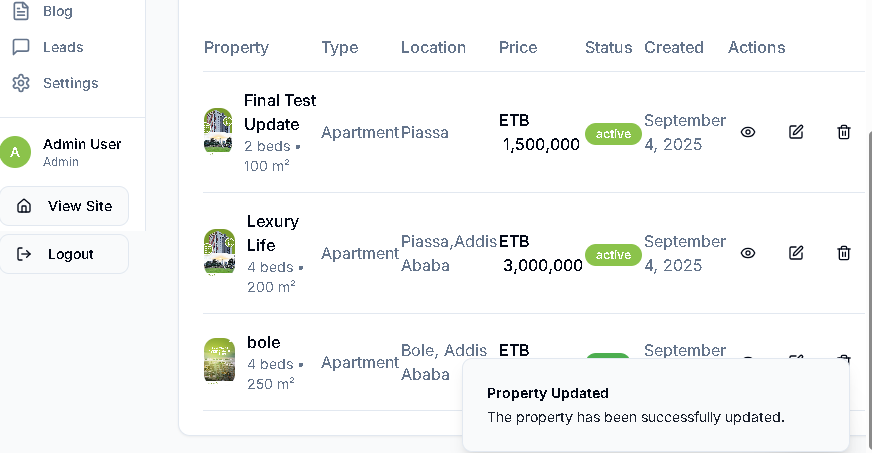 Blog
Leads
Settings
A
Admin User
Admin
View Site
Logout
Property Type Location Price Status Created Actions
Final Test
Update
2 beds •
100 m²
Apartment
Piassa
ETB
1,500,000
active
September
4, 2025
Lexury
Life
4 beds •
200 m²
Apartment
Piassa,Addis
Ababa
ETB
3,000,000
active
September
4, 2025
bole
4 beds •
250 m²
Apartment
Bole, Addis
Ababa
ETB
September
Property Updated
The property has been successfully updated.